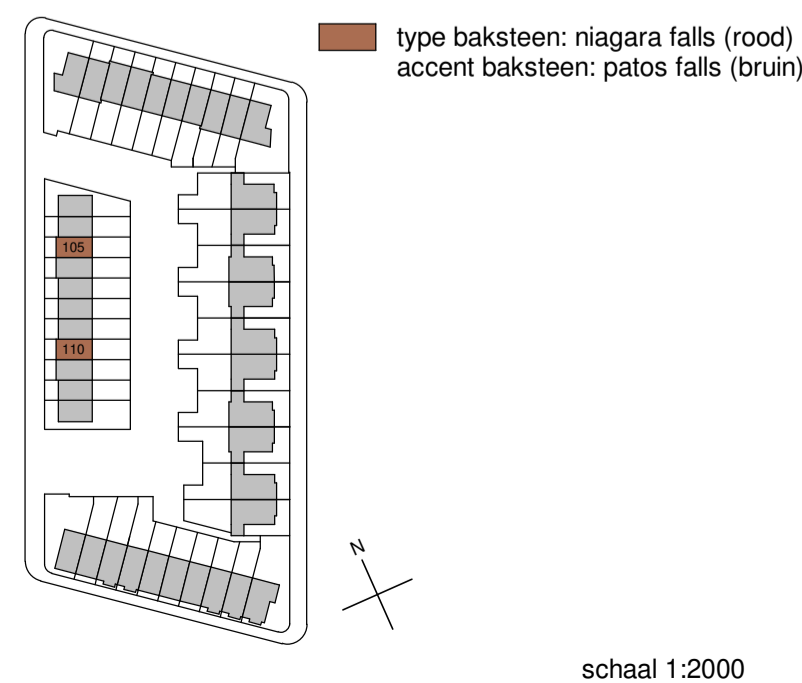 type baksteen: niagara falls (rood)
accent baksteen: patos falls (bruin)
105
110
N
schaal 1:2000